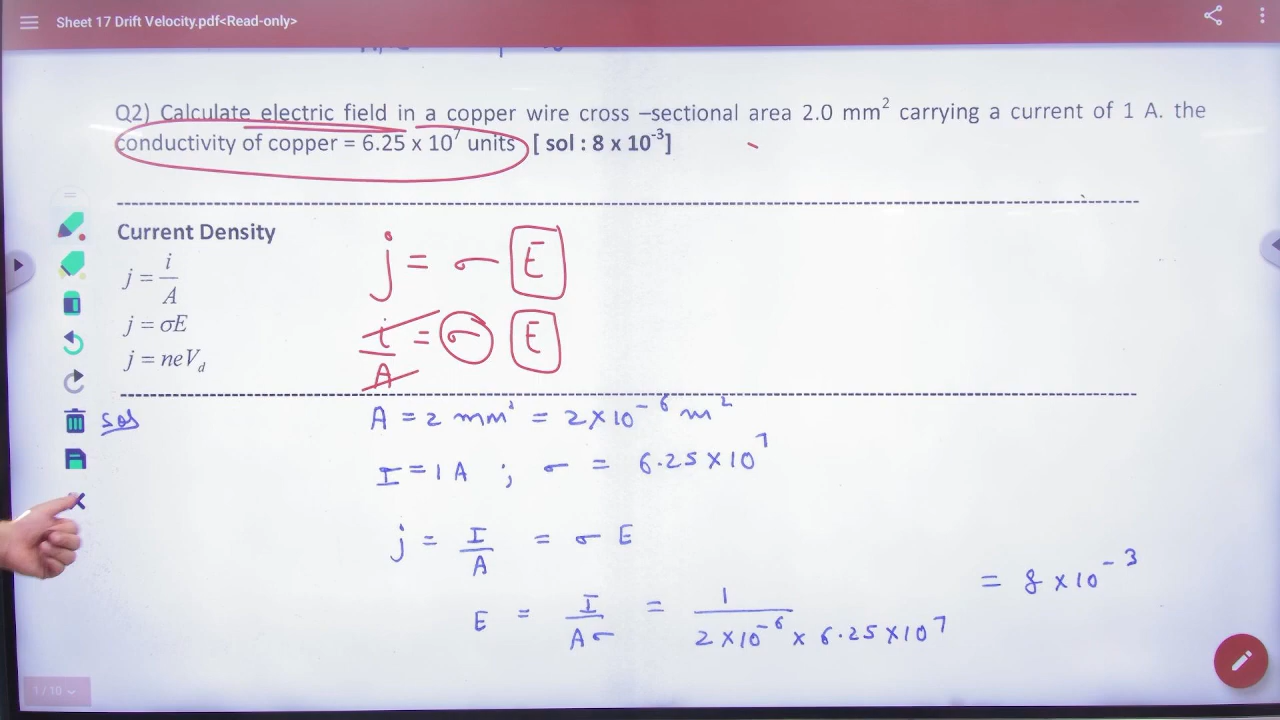 Sheet 17 Drift Velocity.pdf<Read-only>
Q2) Calculate electric field in a copper wire cross –sectional area 2.0 mm² carrying a current of 1 A. the
conductivity of copper = 6.25 x 10⁷ units [ sol : 8 x 10⁻³]
Current Density
j = i/A
j = σE
j = neV_d
j = σ E
i/A = σ E
sol
A = 2 mm² = 2×10⁻⁶ m²
I = 1 A ; σ = 6.25×10⁷
j = I/A = σ E
E = I/Aσ = 1/(2×10⁻⁶ × 6.25×10⁷) = 8×10⁻³
1 / 10